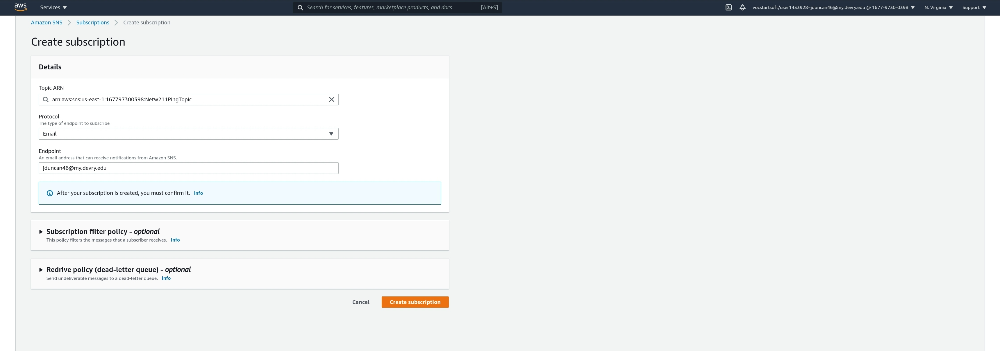 aws Services Search for services, features, marketplace products, and docs [Alt+S] vocstartsoft/user1433928=jduncan46@my.devry.edu @ 1677-9730-0398 N. Virginia Support
Amazon SNS Subscriptions Create subscription
Create subscription
Details
Topic ARN
arn:aws:sns:us-east-1:167797300398:Netw211PingTopic
Protocol
The type of endpoint to subscribe
Email
Endpoint
An email address that can receive notifications from Amazon SNS.
jduncan46@my.devry.edu
After your subscription is created, you must confirm it. Info
Subscription filter policy - optional
This policy filters the messages that a subscriber receives. Info
Redrive policy (dead-letter queue) - optional
Send undeliverable messages to a dead-letter queue. Info
Cancel Create subscription